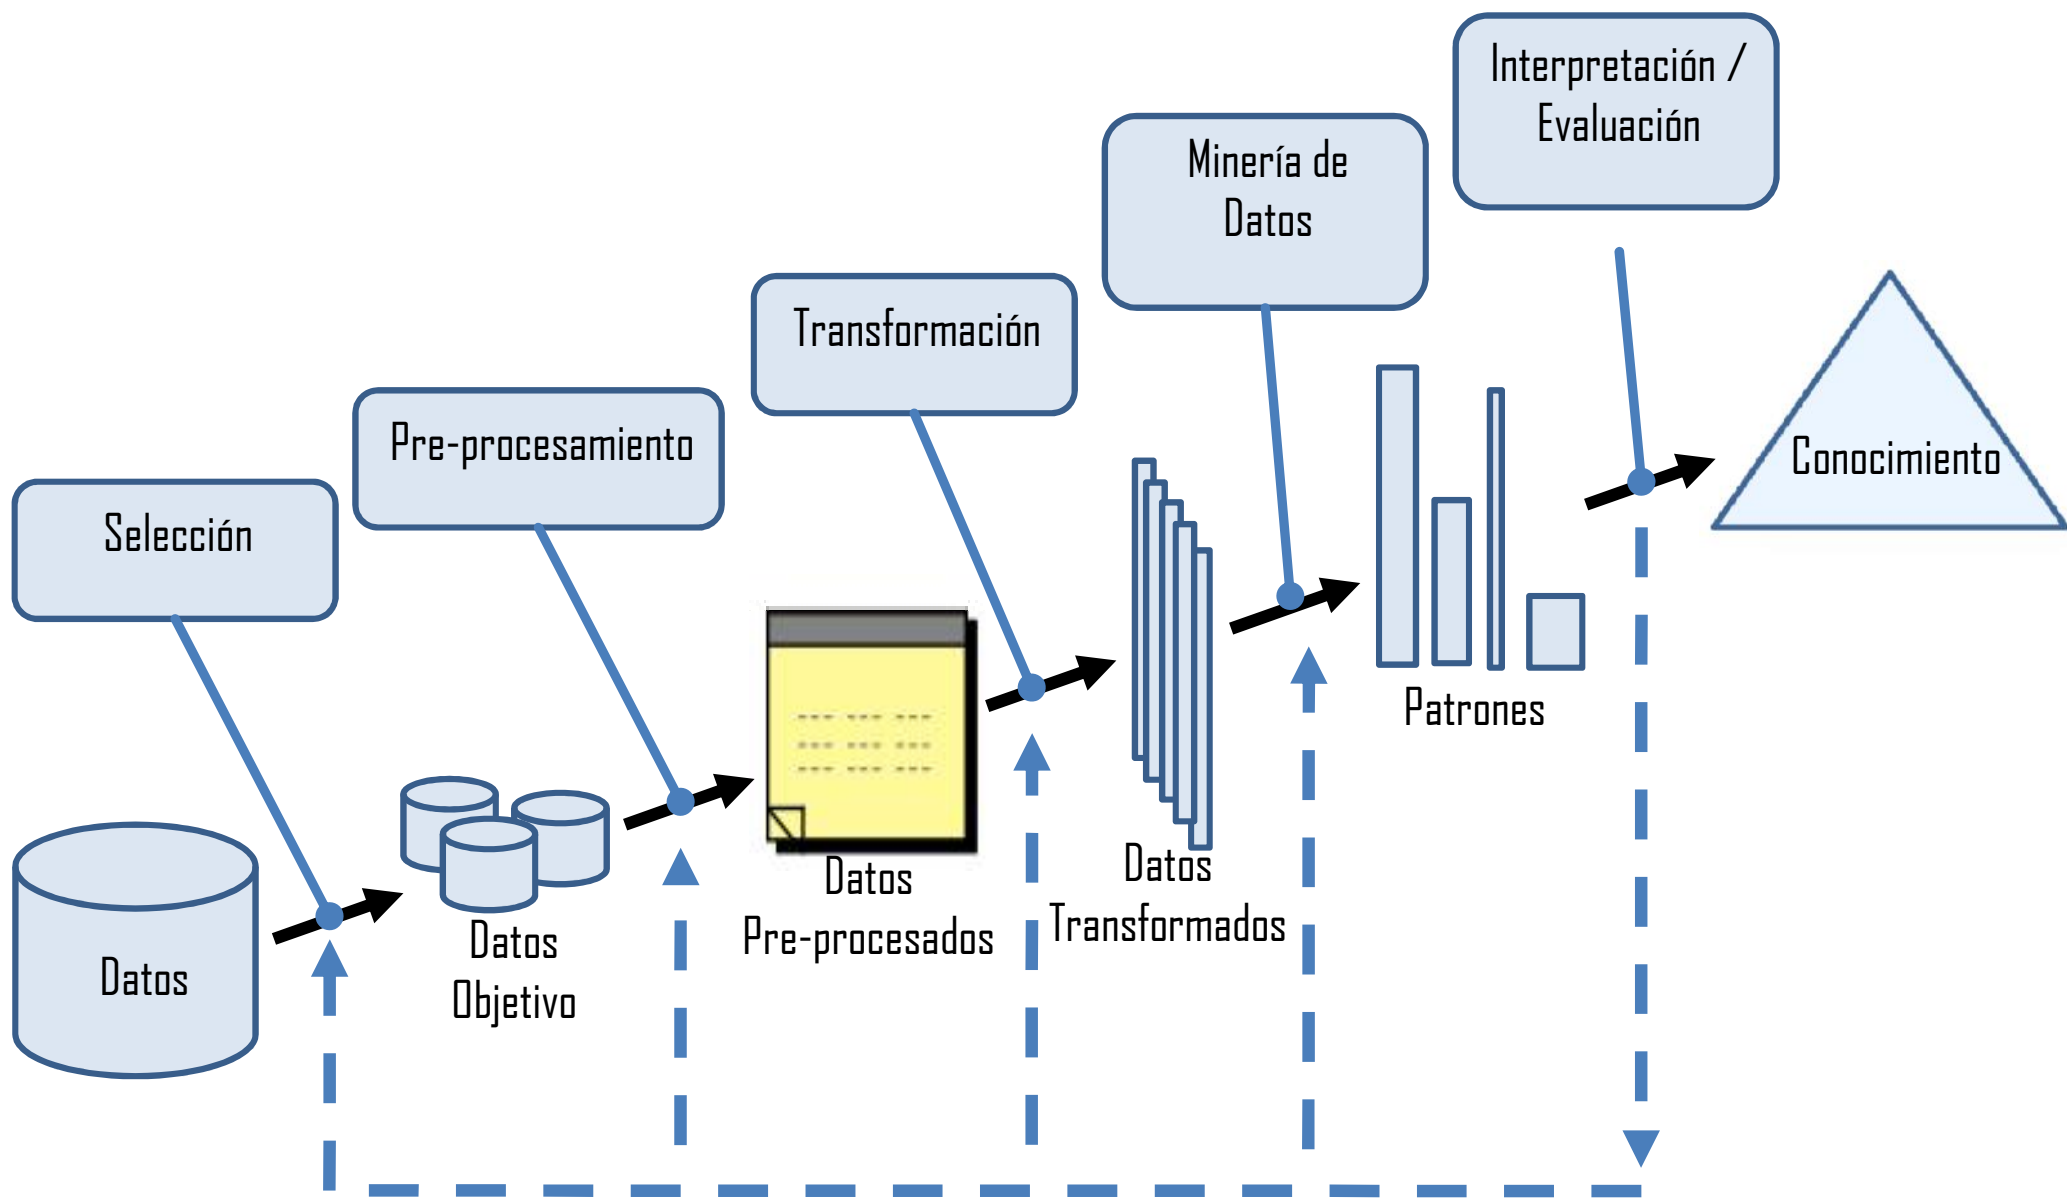 Interpretación /
Evaluación
Minería de
Datos
Transformación
Pre-procesamiento
Selección
Conocimiento
Patrones
Datos
Transformados
Datos
Pre-procesados
Datos
Objetivo
Datos